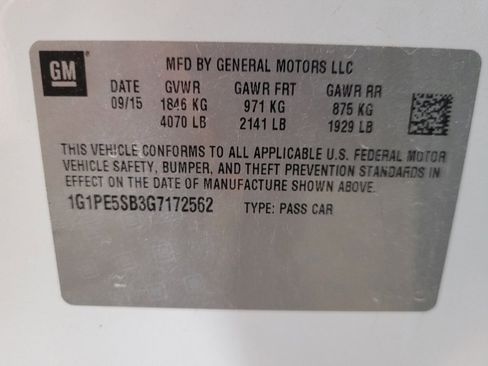 GM
MFD BY GENERAL MOTORS LLC
DATE GVWR GAWR FRT GAWR RR
09/15 1846 KG 971 KG 875 KG
4070 LB 2141 LB 1929 LB
THIS VEHICLE CONFORMS TO ALL APPLICABLE U.S. FEDERAL MOTOR
VEHICLE SAFETY, BUMPER, AND THEFT PREVENTION STANDARDS IN
EFFECT ON THE DATE OF MANUFACTURE SHOWN ABOVE.
1G1PE5SB3G7172562 TYPE: PASS CAR